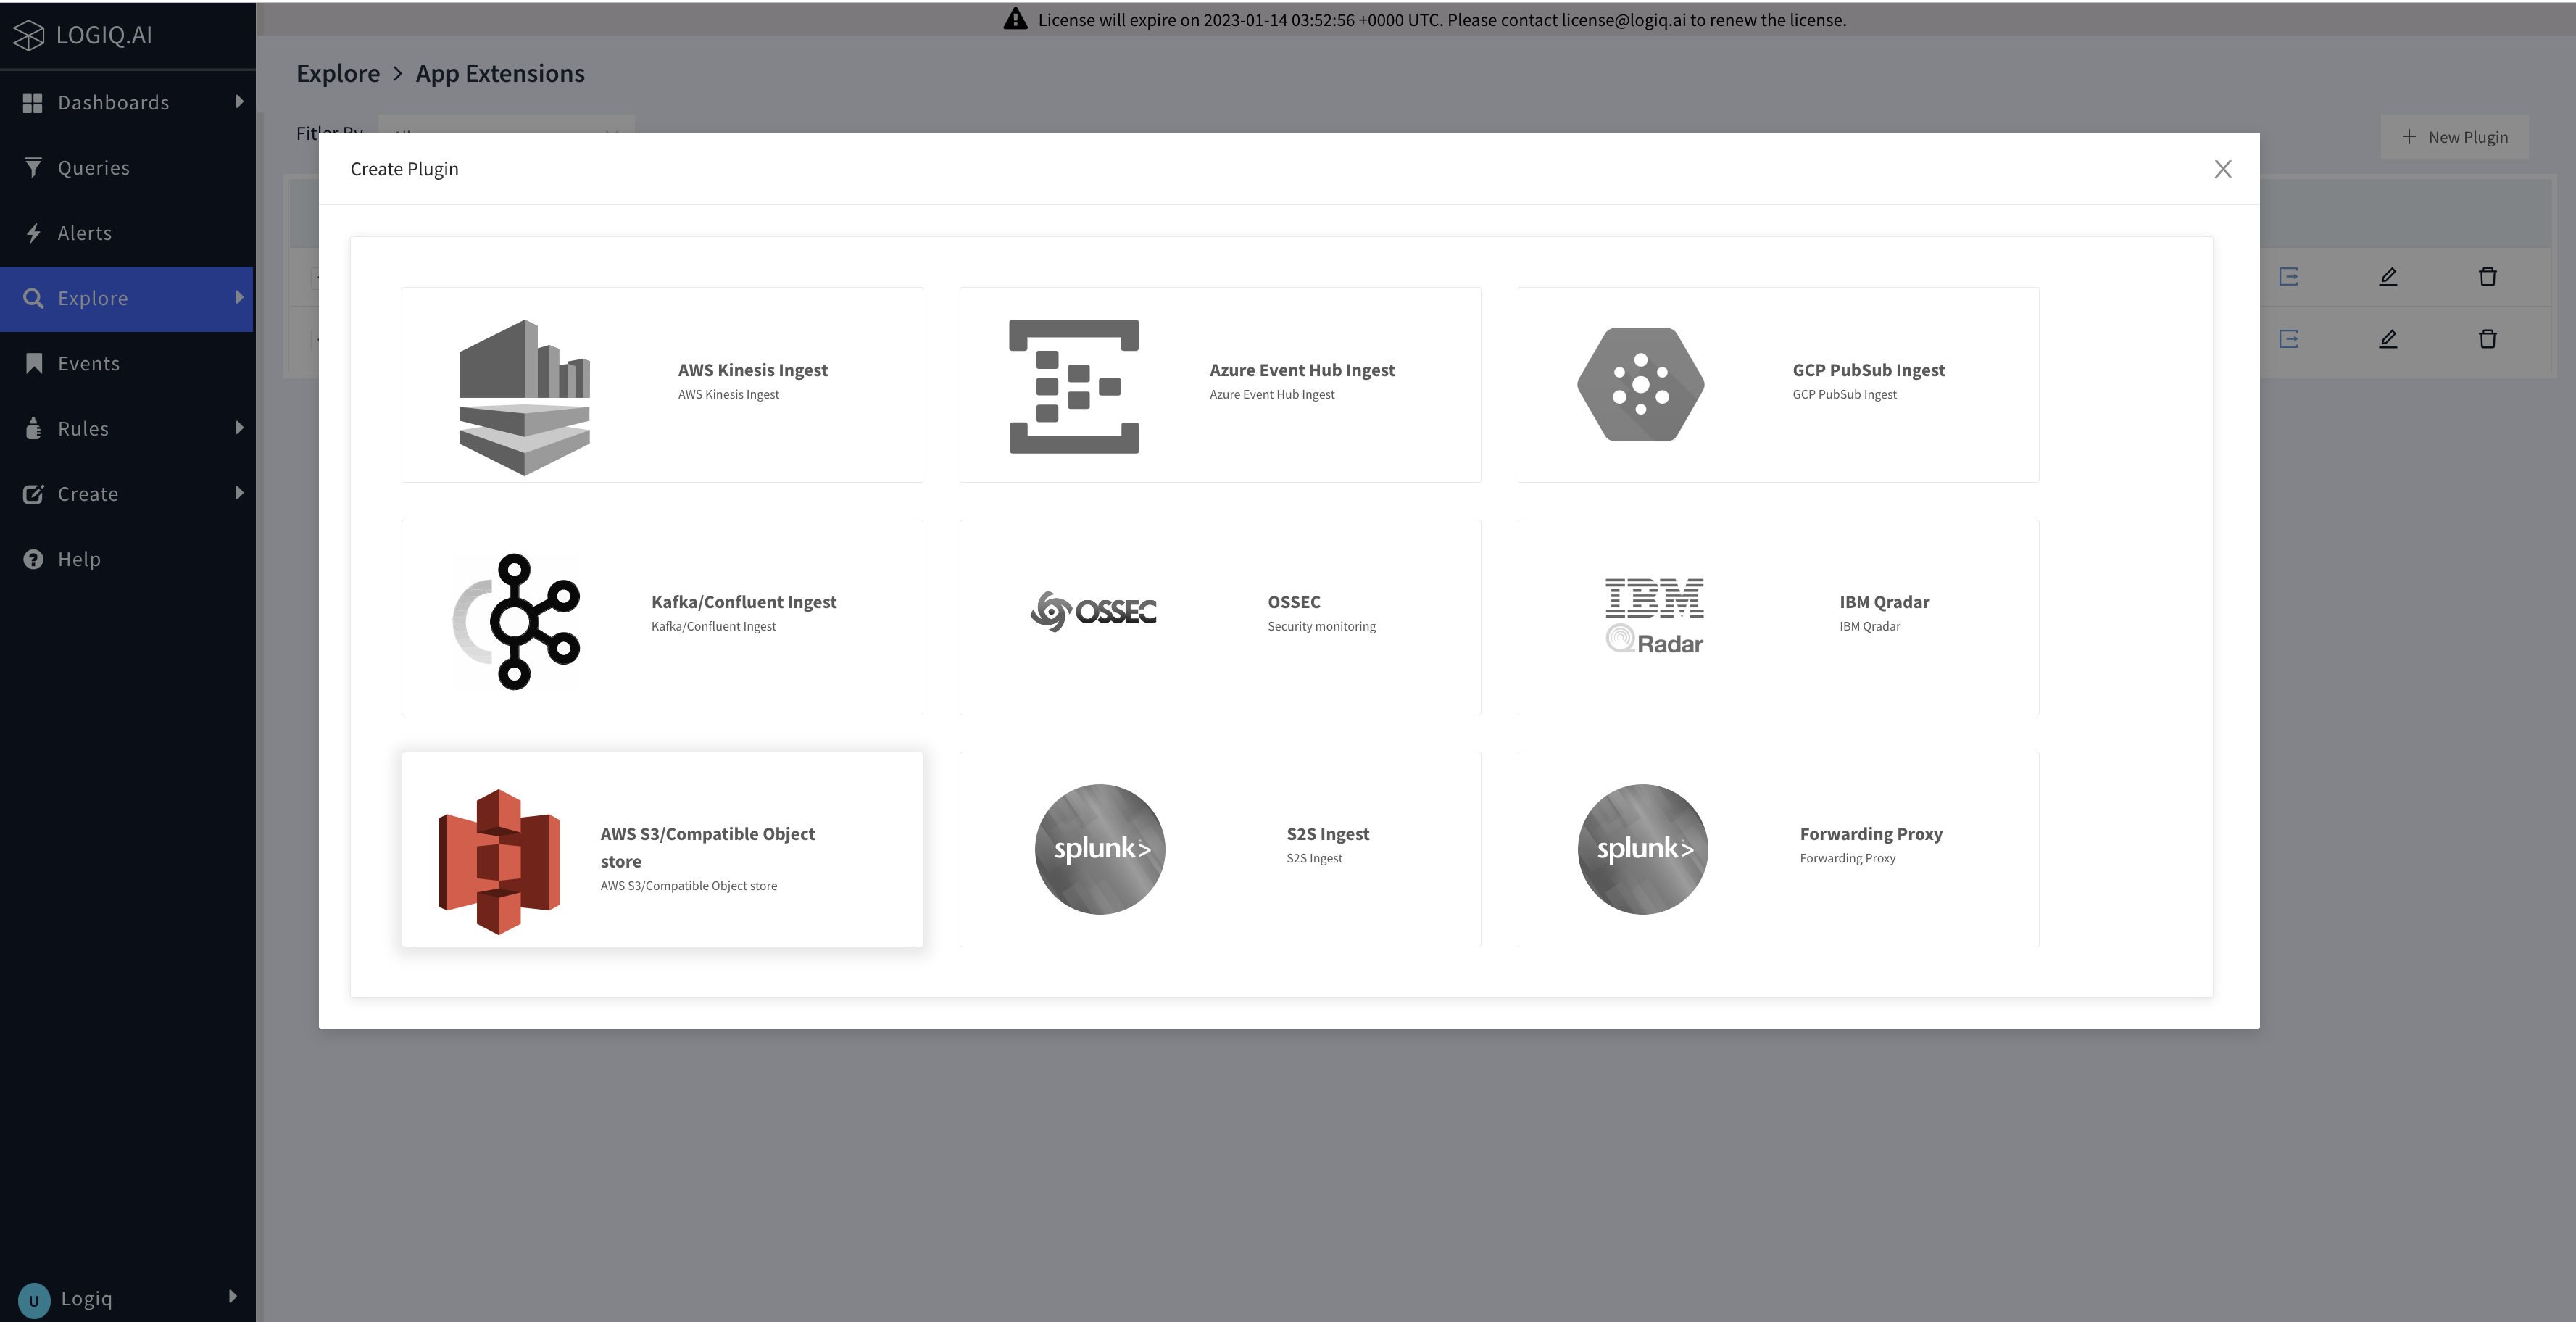 LOGIQ.AI
License will expire on 2023-01-14 03:52:56 +0000 UTC. Please contact license@logiq.ai to renew the license.
Explore > App Extensions
Dashboards
Queries
Alerts
Explore
Events
Rules
Create
Help
Fitler By
+ New Plugin
Create Plugin
AWS Kinesis Ingest
AWS Kinesis Ingest
Azure Event Hub Ingest
Azure Event Hub Ingest
GCP PubSub Ingest
GCP PubSub Ingest
Kafka/Confluent Ingest
Kafka/Confluent Ingest
OSSEC
OSSEC
Security monitoring
IBM
QRadar
IBM Qradar
IBM Qradar
AWS S3/Compatible Object
store
AWS S3/Compatible Object store
splunk>
S2S Ingest
S2S Ingest
splunk>
Forwarding Proxy
Forwarding Proxy
U
Logiq